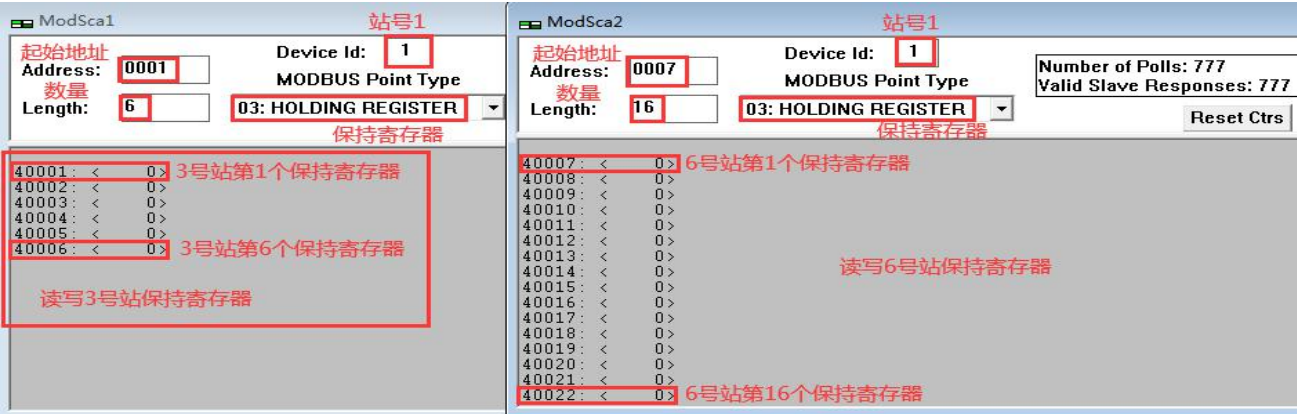 ModSca1
站号1
起始地址
Address: 0001
Device Id: 1
MODBUS Point Type
数量
Length: 6
03: HOLDING REGISTER
保持寄存器
40001: < 0> 3号站第1个保持寄存器
40002: < 0>
40003: < 0>
40004: < 0>
40005: < 0>
40006: < 0> 3号站第6个保持寄存器
读写3号站保持寄存器
ModSca2
站号1
起始地址
Address: 0007
Device Id: 1
MODBUS Point Type
数量
Length: 16
03: HOLDING REGISTER
保持寄存器
Number of Polls: 777
Valid Slave Responses: 777
Reset Ctrs
40007: < 0> 6号站第1个保持寄存器
40008: < 0>
40009: < 0>
40010: < 0>
40011: < 0>
40012: < 0>
40013: < 0>
40014: < 0>
读写6号站保持寄存器
40015: < 0>
40016: < 0>
40017: < 0>
40018: < 0>
40019: < 0>
40020: < 0>
40021: < 0>
40022: < 0> 6号站第16个保持寄存器